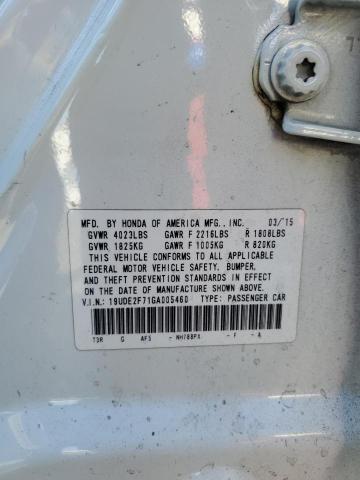 MFD. BY HONDA OF AMERICA MFG., INC. 03/15
GVWR 4023LBS GAWR F 2216LBS R 1808LBS
GVWR 1825KG GAWR F 1005KG R 820KG
THIS VEHICLE CONFORMS TO ALL APPLICABLE
FEDERAL MOTOR VEHICLE SAFETY, BUMPER,
AND THEFT PREVENTION STANDARDS IN EFFECT
ON THE DATE OF MANUFACTURE SHOWN ABOVE.
V.I.N.: 19UDE2F71GA005460 TYPE: PASSENGER CAR
T3R G AF5 - NH788PX - F - A